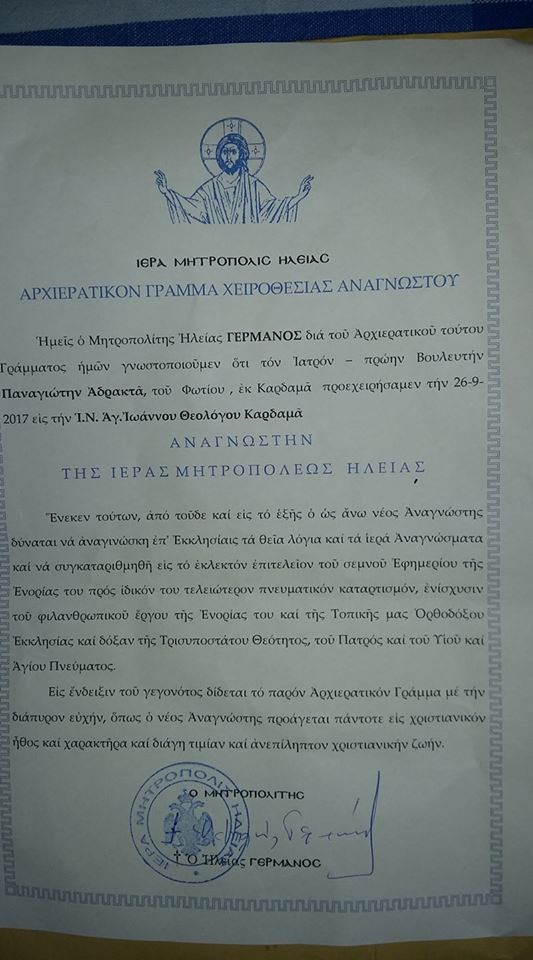 ΙΕΡΑ ΜΗΤΡΟΠΟΛΙΣ ΗΛΕΙΑΣ
ΑΡΧΙΕΡΑΤΙΚΟΝ ΓΡΑΜΜΑ ΧΕΙΡΟΘΕΣΙΑΣ ΑΝΑΓΝΩΣΤΟΥ
Ἡμεῖς ὁ Μητροπολίτης Ἠλείας ΓΕΡΜΑΝΟΣ διά τοῦ Ἀρχιερατικοῦ τούτου
Γράμματος ἡμῶν γνωστοποιοῦμεν ὅτι τόν Ἰατρόν – πρώην Βουλευτήν
Παναγιώτην Ἀδρακτᾶ, τοῦ Φωτίου , ἐκ Καρδαμᾶ προεχειρήσαμεν τήν 26-9-
2017 εἰς τήν Ἱ.Ν. Ἁγ.Ἰωάννου Θεολόγου Καρδαμᾶ
ΑΝΑΓΝΩΣΤΗΝ
ΤΗΣ ΙΕΡΑΣ ΜΗΤΡΟΠΟΛΕΩΣ ΗΛΕΙΑΣ
Ἕνεκεν τούτων, ἀπό τοῦδε καί εἰς τό ἑξῆς ὁ ὡς ἄνω νέος Ἀναγνώστης
δύναται νά ἀναγινώσκη ἐπ' Ἐκκλησίαις τά θεῖα λόγια καί τά ἱερά Ἀναγνώσματα
καί νά συγκαταριθμηθῆ εἰς τό ἐκλεκτόν ἐπιτελεῖον τοῦ σεμνοῦ Ἐφημερίου τῆς
Ἐνορίας του πρός ἰδικόν του τελειώτερον πνευματικόν καταρτισμόν, ἐνίσχυσιν
τοῦ φιλανθρωπικοῦ ἔργου τῆς Ἐνορίας του καί τῆς Τοπικῆς μας Ὀρθοδόξου
Ἐκκλησίας καί δόξαν τῆς Τρισυποστάτου Θεότητος, τοῦ Πατρός καί τοῦ Υἱοῦ καί
Ἁγίου Πνεύματος.
Εἰς ἔνδειξιν τοῦ γεγονότος δίδεται τό παρόν Ἀρχιερατικόν Γράμμα μέ τήν
διάπυρον εὐχήν, ὅπως ὁ νέος Ἀναγνώστης προάγεται πάντοτε εἰς χριστιανικόν
ἦθος καί χαρακτῆρα καί διάγη τιμίαν καί ἀνεπίληπτον χριστιανικήν ζωήν.
Ο ΜΗΤΡΟΠΟΛΙΤΗΣ
† Ὁ Ἠλείας ΓΕΡΜΑΝΟΣ
ΙΕΡΑ ΜΗΤΡΟΠΟΛΙΣ ΗΛΕΙΑΣ